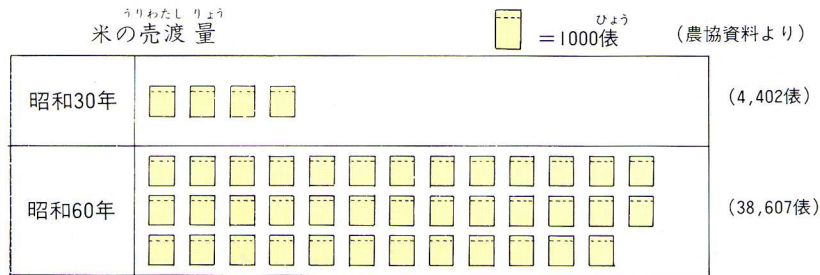 うりわたし りょう
米の売渡量
ひょう
=1000俵
(農協資料より)
昭和30年
(4,402俵)
昭和60年
(38,607俵)